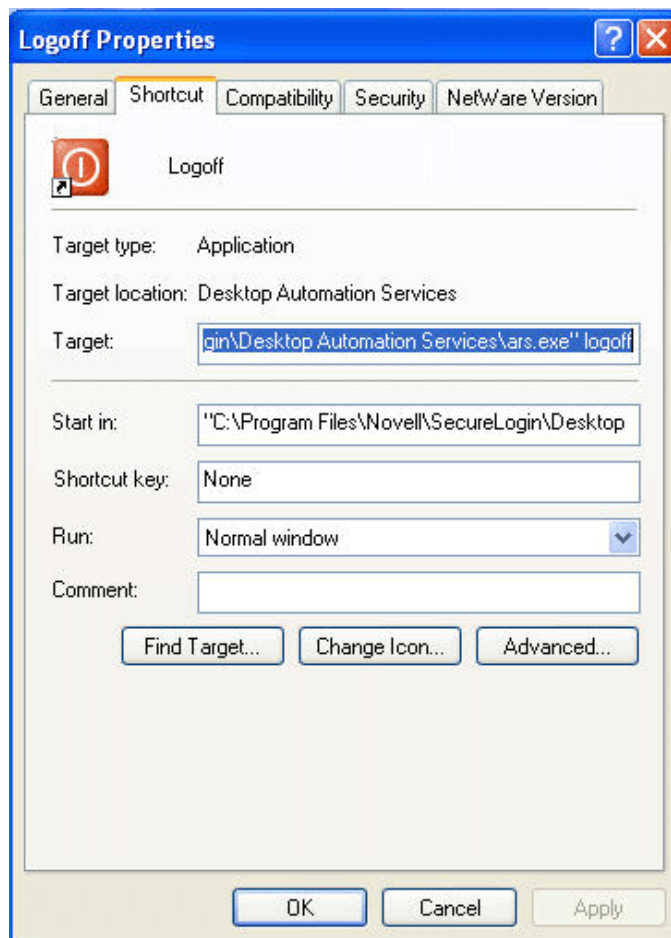 Logoff Properties
General Shortcut Compatibility Security NetWare Version
Logoff
Target type: Application
Target location: Desktop Automation Services
Target: gin\Desktop Automation Services\ars.exe" logoff
Start in: "C:\Program Files\Novell\SecureLogin\Desktop
Shortcut key: None
Run: Normal window
Comment:
Find Target... Change Icon... Advanced...
OK Cancel Apply